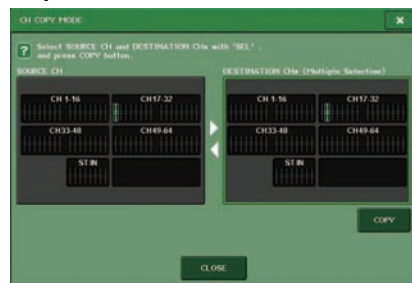 CH COPY MODE
Select SOURCE CH and DESTINATION CHs with 'SEL' ,
and press COPY button.
SOURCE CH
DESTINATION CHs (Multiple Selection)
CH 1-16 CH17-32
CH33-48 CH49-64
ST IN
CH 1-16 CH17-32
CH33-48 CH49-64
ST IN
COPY
CLOSE